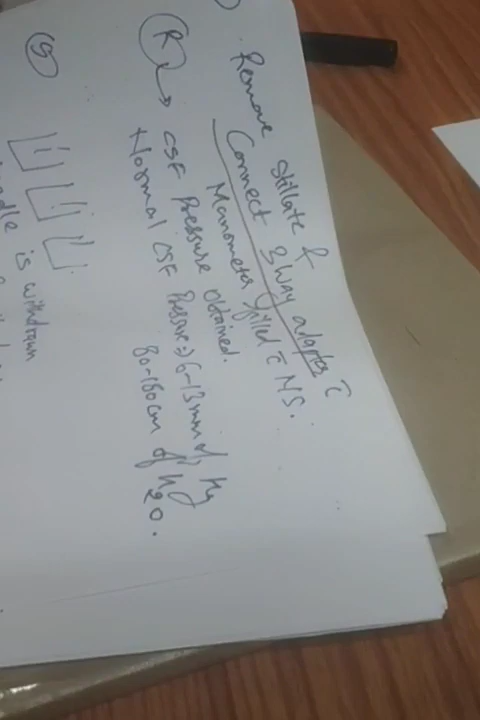 Remove Stillate &
Connect 3 way adapter c̄
Manometer filled c̄ NS.
(R) → CSF Pressure obtained.
Normal CSF Pressure → 6-13 mm of Hg
80-180 cm of H2O.
(S)
is withdrawn